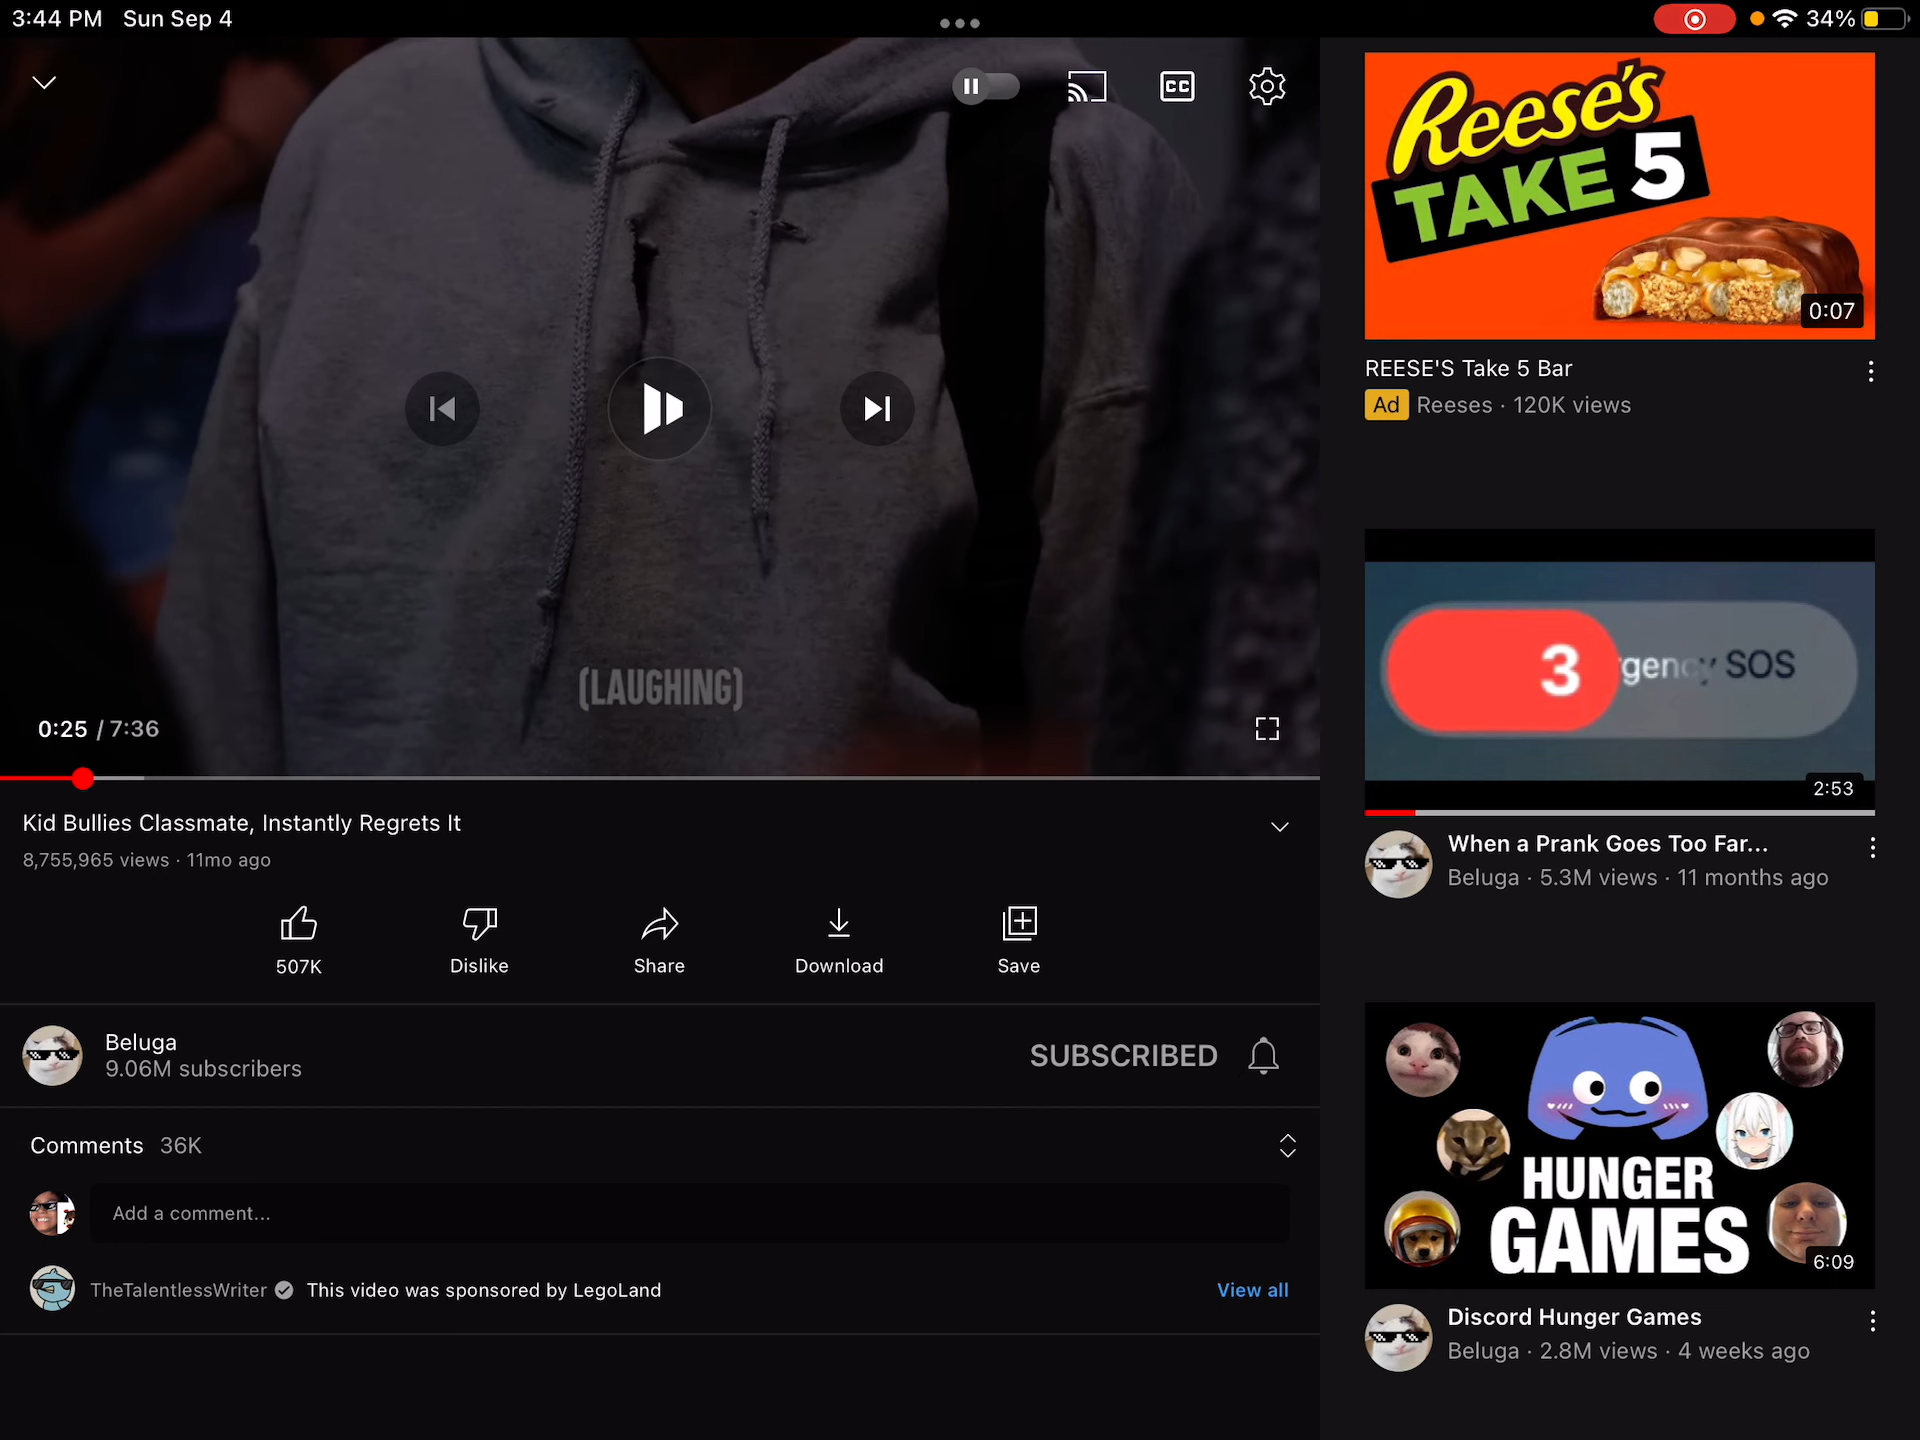 3:44 PM Sun Sep 4
34%
CC
(LAUGHING)
0:25 / 7:36
Kid Bullies Classmate, Instantly Regrets It
8,755,965 views · 11mo ago
507K
Dislike
Share
Download
Save
Beluga
9.06M subscribers
SUBSCRIBED
Comments 36K
Add a comment...
TheTalentlessWriter This video was sponsored by LegoLand
View all
Reese's
TAKE 5
0:07
REESE'S Take 5 Bar
Ad Reeses · 120K views
3 rgency SOS
2:53
When a Prank Goes Too Far...
Beluga · 5.3M views · 11 months ago
HUNGER
GAMES
6:09
Discord Hunger Games
Beluga · 2.8M views · 4 weeks ago